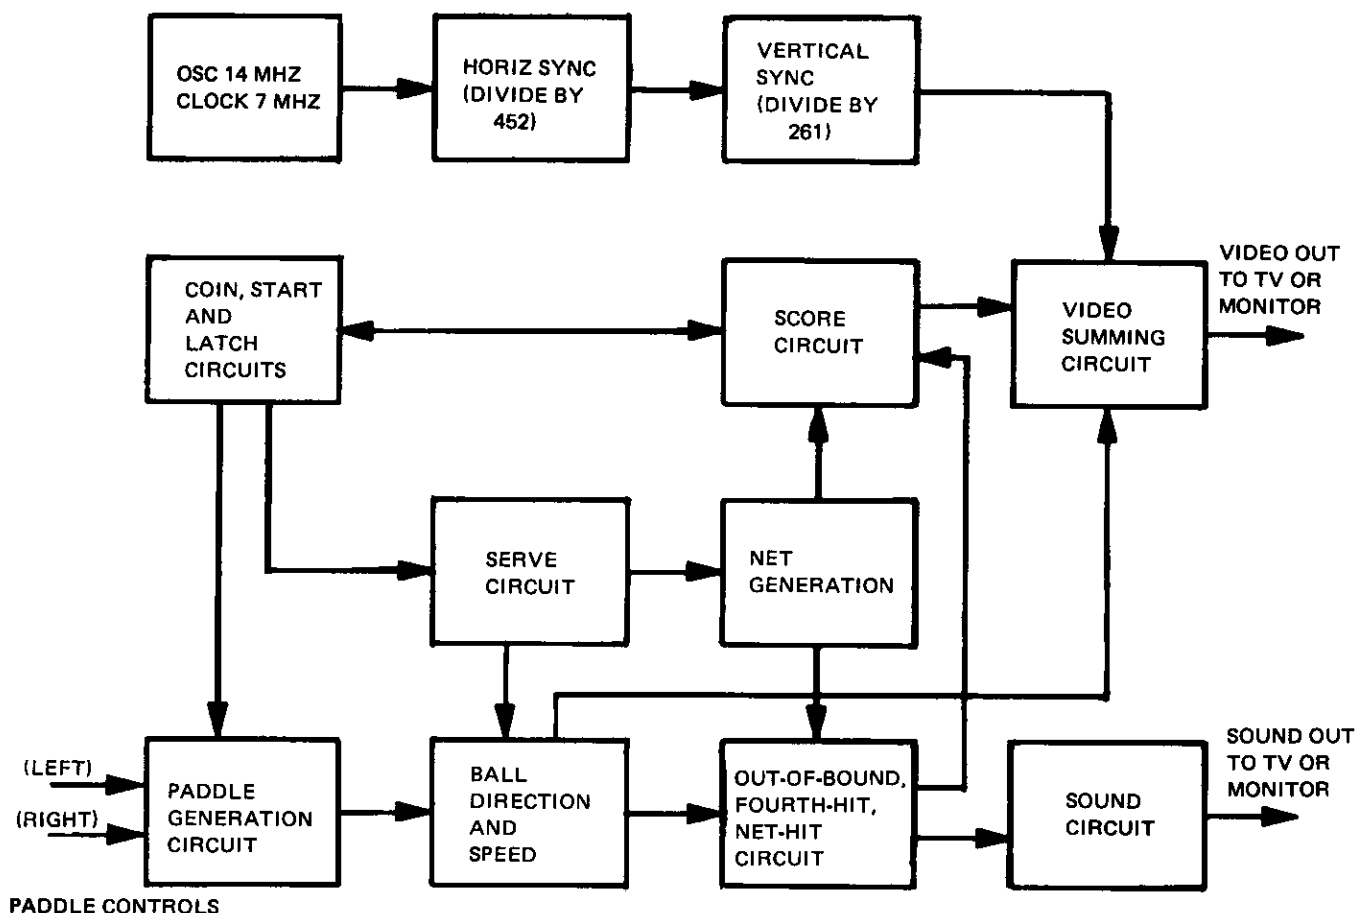 OSC 14 MHZ
CLOCK 7 MHZ
HORIZ SYNC
(DIVIDE BY
452)
VERTICAL
SYNC
(DIVIDE BY
261)
COIN, START
AND
LATCH
CIRCUITS
SCORE
CIRCUIT
VIDEO
SUMMING
CIRCUIT
VIDEO OUT
TO TV OR
MONITOR
SERVE
CIRCUIT
NET
GENERATION
(LEFT)
(RIGHT)
PADDLE
GENERATION
CIRCUIT
BALL
DIRECTION
AND
SPEED
OUT-OF-BOUND,
FOURTH-HIT,
NET-HIT
CIRCUIT
SOUND
CIRCUIT
SOUND OUT
TO TV OR
MONITOR
PADDLE CONTROLS